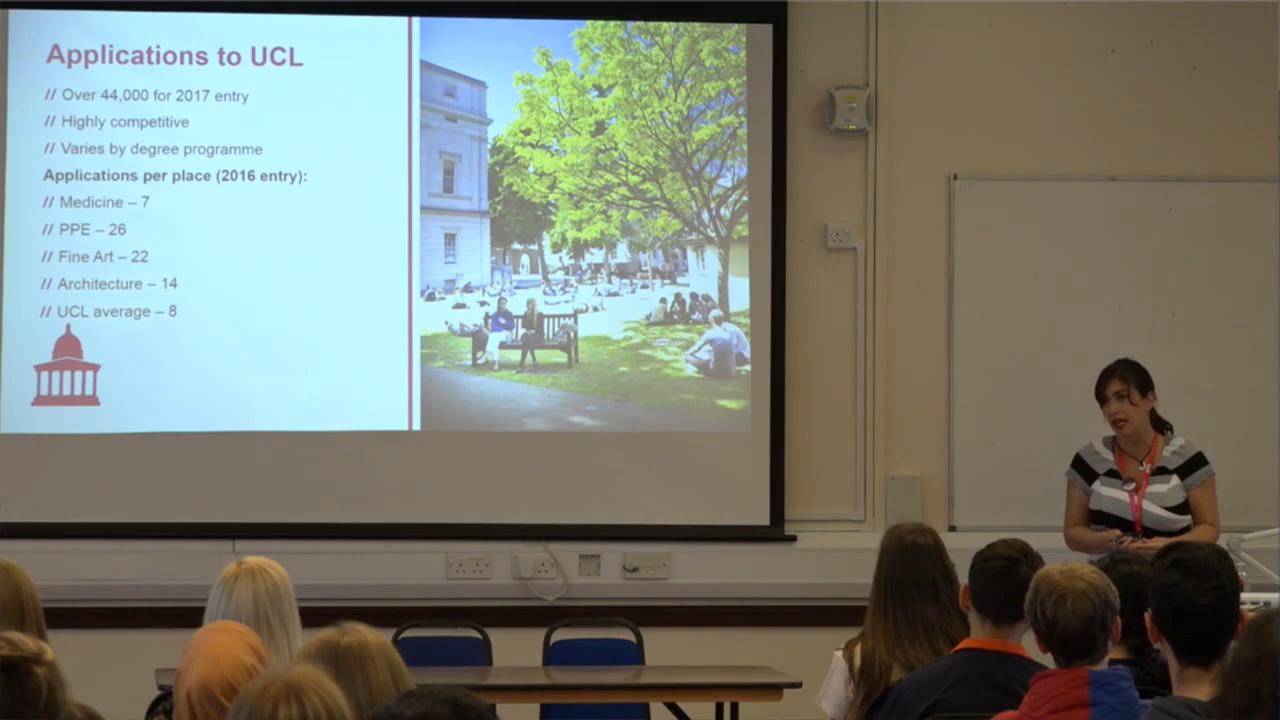 Applications to UCL
// Over 44,000 for 2017 entry
// Highly competitive
// Varies by degree programme
Applications per place (2016 entry):
// Medicine – 7
// PPE – 26
// Fine Art – 22
// Architecture – 14
// UCL average – 8